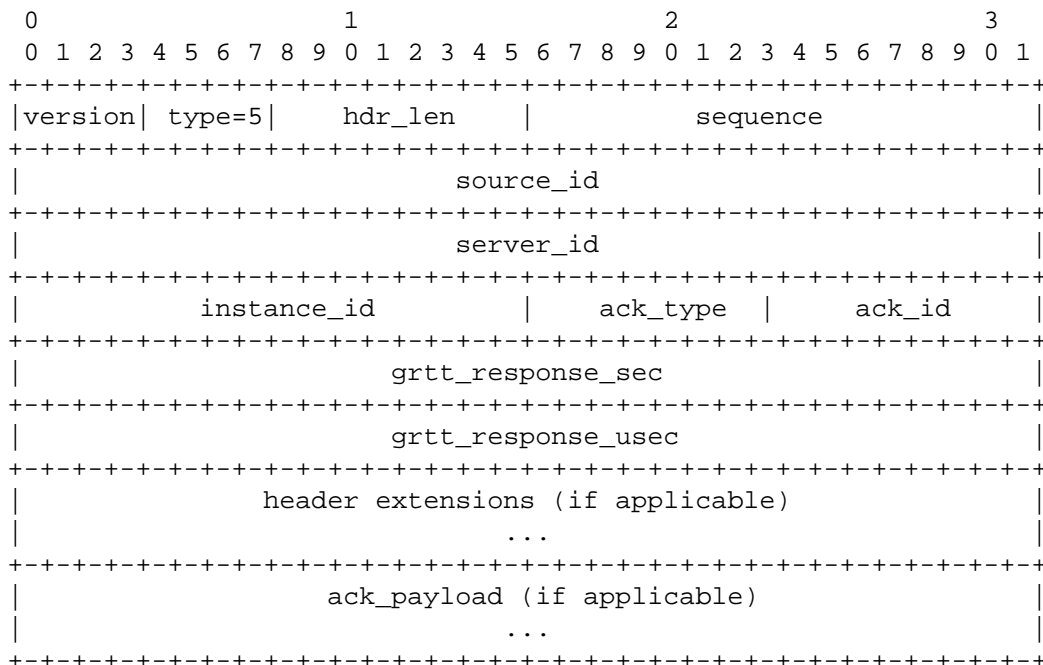 0                   1                   2                   3
 0 1 2 3 4 5 6 7 8 9 0 1 2 3 4 5 6 7 8 9 0 1 2 3 4 5 6 7 8 9 0 1
+-+-+-+-+-+-+-+-+-+-+-+-+-+-+-+-+-+-+-+-+-+-+-+-+-+-+-+-+-+-+-+-+
|version| type=5|    hdr_len    |          sequence             |
+-+-+-+-+-+-+-+-+-+-+-+-+-+-+-+-+-+-+-+-+-+-+-+-+-+-+-+-+-+-+-+-+
|                           source_id                           |
+-+-+-+-+-+-+-+-+-+-+-+-+-+-+-+-+-+-+-+-+-+-+-+-+-+-+-+-+-+-+-+-+
|                           server_id                           |
+-+-+-+-+-+-+-+-+-+-+-+-+-+-+-+-+-+-+-+-+-+-+-+-+-+-+-+-+-+-+-+-+
|           instance_id         |    ack_type   |     ack_id    |
+-+-+-+-+-+-+-+-+-+-+-+-+-+-+-+-+-+-+-+-+-+-+-+-+-+-+-+-+-+-+-+-+
|                       grtt_response_sec                       |
+-+-+-+-+-+-+-+-+-+-+-+-+-+-+-+-+-+-+-+-+-+-+-+-+-+-+-+-+-+-+-+-+
|                       grtt_response_usec                      |
+-+-+-+-+-+-+-+-+-+-+-+-+-+-+-+-+-+-+-+-+-+-+-+-+-+-+-+-+-+-+-+-+
|               header extensions (if applicable)               |
|                              ...                              |
+-+-+-+-+-+-+-+-+-+-+-+-+-+-+-+-+-+-+-+-+-+-+-+-+-+-+-+-+-+-+-+-+
|                   ack_payload (if applicable)                 |
|                              ...                              |
+-+-+-+-+-+-+-+-+-+-+-+-+-+-+-+-+-+-+-+-+-+-+-+-+-+-+-+-+-+-+-+-+